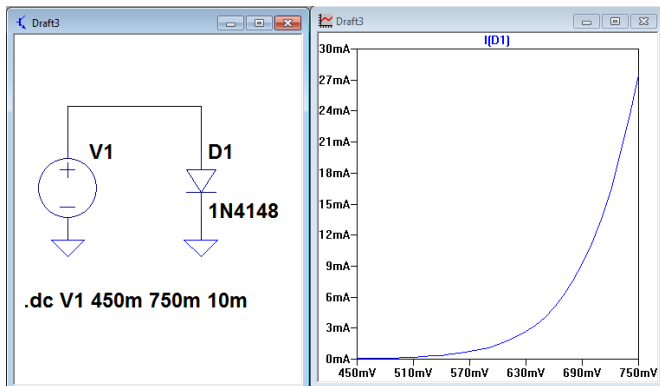 Draft3
V1
D1
1N4148
.dc V1 450m 750m 10m
Draft3
I(D1)
30mA
27mA
24mA
21mA
18mA
15mA
12mA
9mA
6mA
3mA
0mA
450mV 510mV 570mV 630mV 690mV 750mV